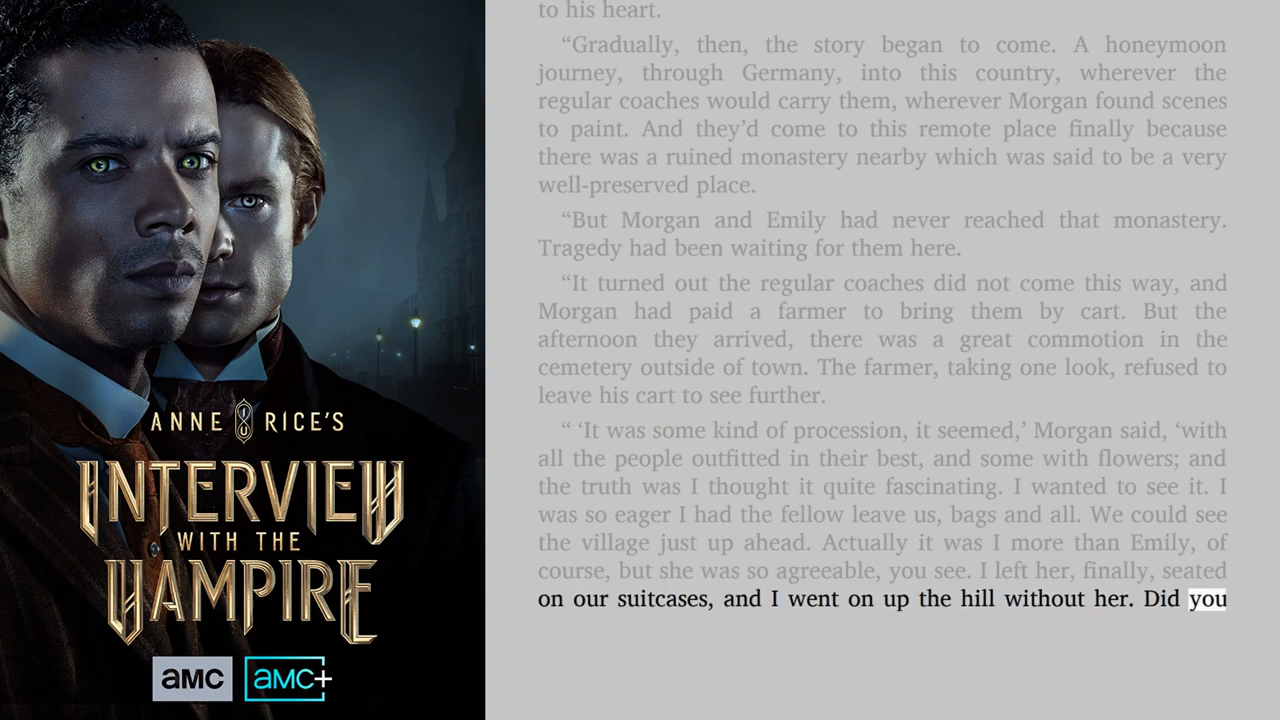 ANNE RICE'S
INTERVIEW
WITH THE
VAMPIRE
amc
amc+
to his heart.
“Gradually, then, the story began to come. A honeymoon
journey, through Germany, into this country, wherever the
regular coaches would carry them, wherever Morgan found scenes
to paint. And they’d come to this remote place finally because
there was a ruined monastery nearby which was said to be a very
well-preserved place.
“But Morgan and Emily had never reached that monastery.
Tragedy had been waiting for them here.
“It turned out the regular coaches did not come this way, and
Morgan had paid a farmer to bring them by cart. But the
afternoon they arrived, there was a great commotion in the
cemetery outside of town. The farmer, taking one look, refused to
leave his cart to see further.
“ ‘It was some kind of procession, it seemed,’ Morgan said, ‘with
all the people outfitted in their best, and some with flowers; and
the truth was I thought it quite fascinating. I wanted to see it. I
was so eager I had the fellow leave us, bags and all. We could see
the village just up ahead. Actually it was I more than Emily, of
course, but she was so agreeable, you see. I left her, finally, seated
on our suitcases, and I went on up the hill without her. Did you